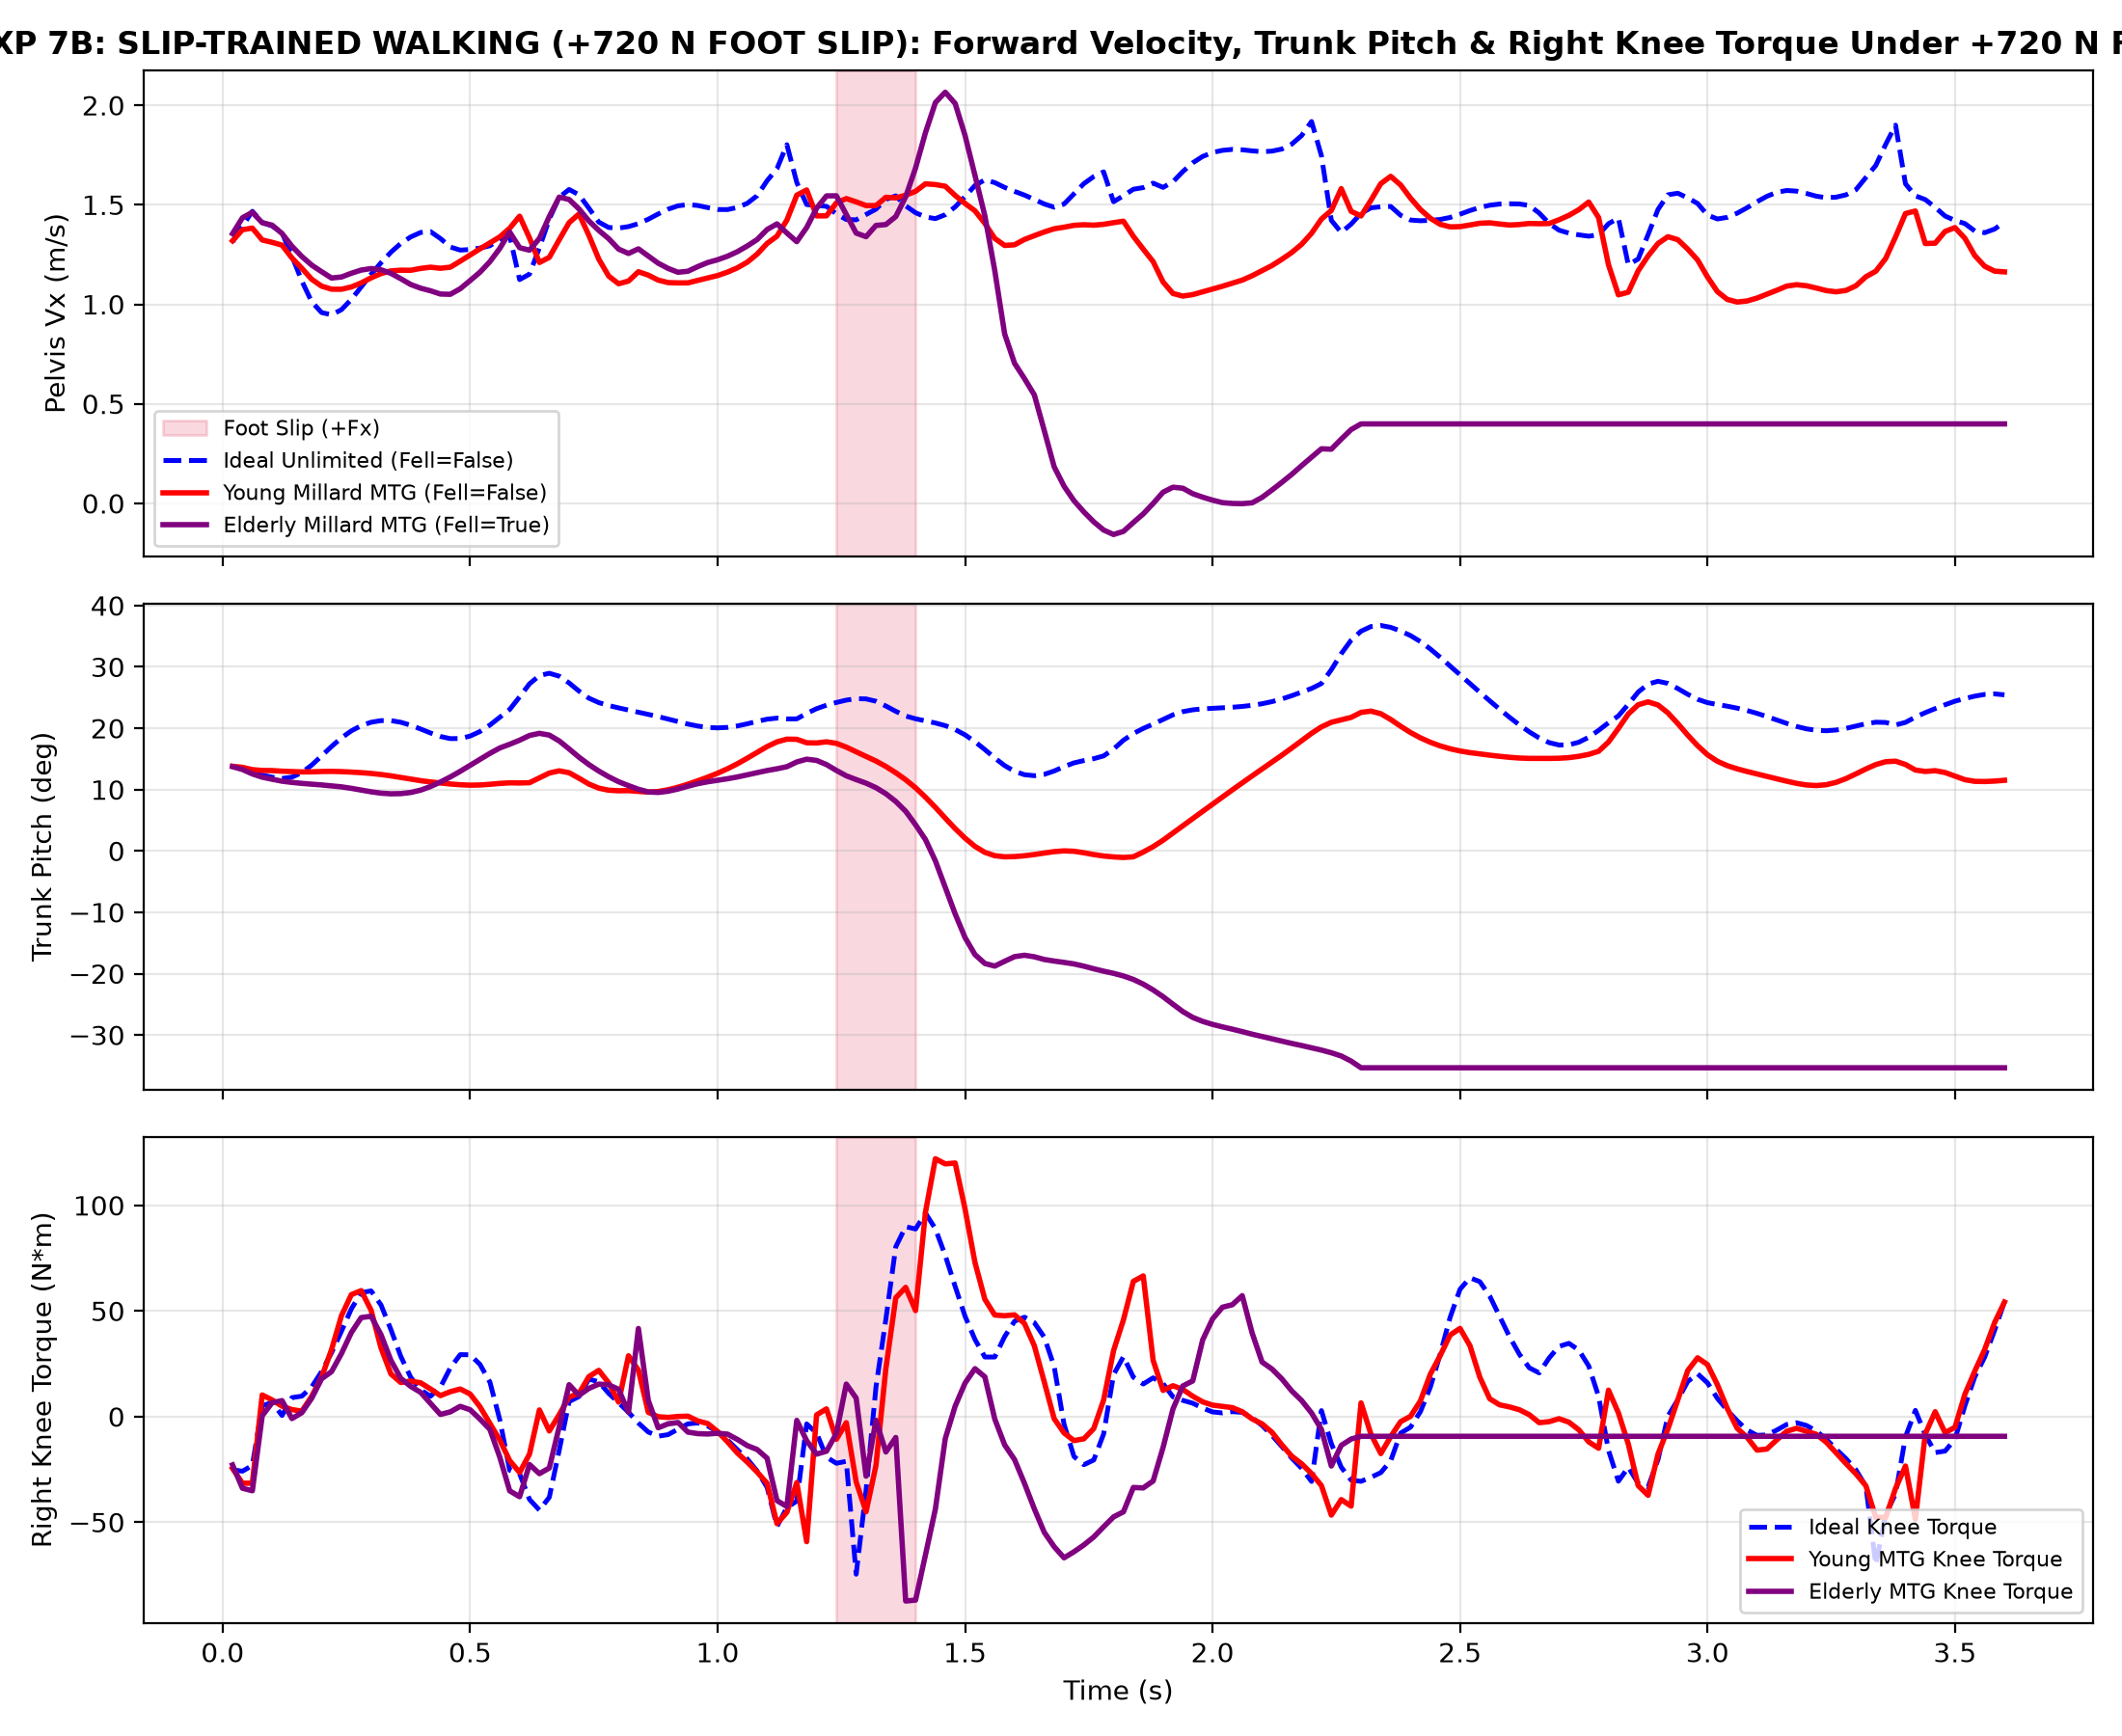 XP 7B: SLIP-TRAINED WALKING (+720 N FOOT SLIP): Forward Velocity, Trunk Pitch & Right Knee Torque Under +720 N F
Pelvis Vx (m/s)
2.0
1.5
1.0
0.5
0.0
Foot Slip (+Fx)
Ideal Unlimited (Fell=False)
Young Millard MTG (Fell=False)
Elderly Millard MTG (Fell=True)
Trunk Pitch (deg)
40
30
20
10
0
−10
−20
−30
Right Knee Torque (N*m)
100
50
0
−50
Ideal Knee Torque
Young MTG Knee Torque
Elderly MTG Knee Torque
0.0 0.5 1.0 1.5 2.0 2.5 3.0 3.5
Time (s)